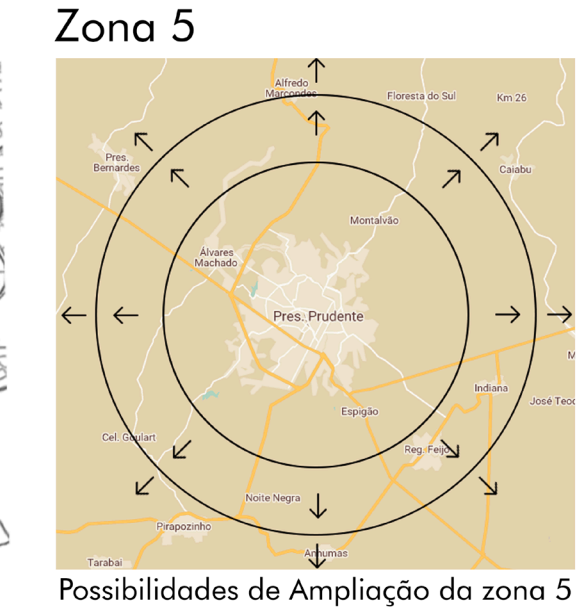 Zona 5
Alfredo
Marcondes
Floresta do Sul
Km 26
Pres.
Bernardes
Caiabu
Montalvão
Álvares
Machado
Pres. Prudente
Indiana
José Teod
Espigão
Cel. Goulart
Reg. Feijó
Noite Negra
Pirapozinho
Anhumas
Tarabai
Possibilidades de Ampliação da zona 5